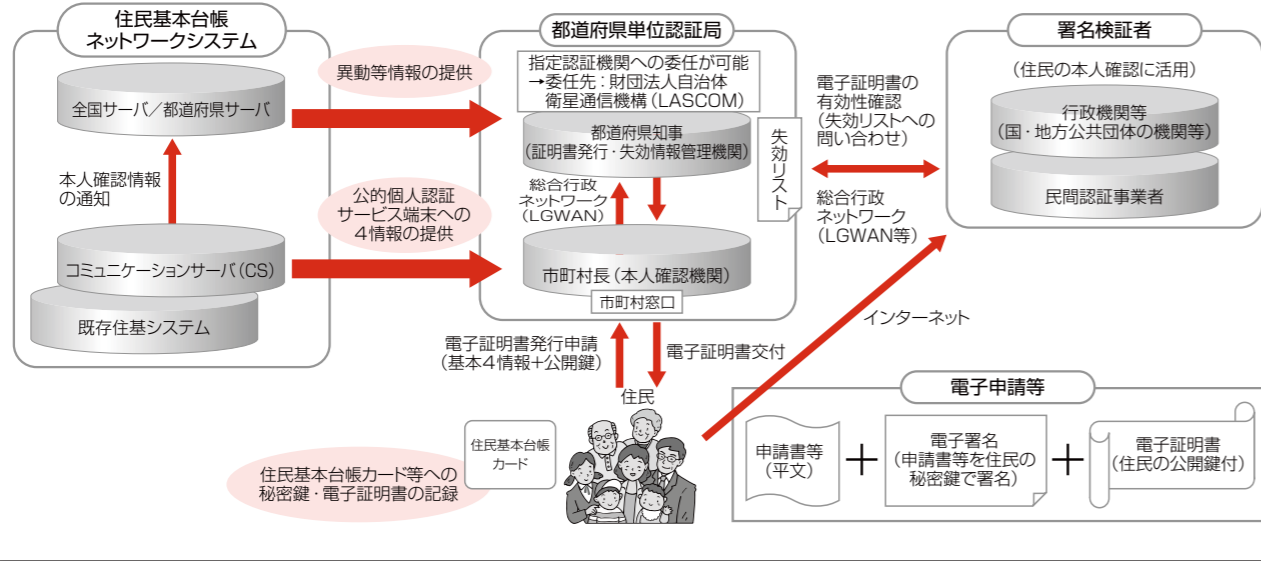 住民基本台帳
ネットワークシステム
全国サーバ／都道府県サーバ
本人確認情報
の通知
コミュニケーションサーバ（CS）
既存住基システム
異動等情報の提供
公的個人認証
サービス端末への
4情報の提供
都道府県単位認証局
指定認証機関への委任が可能
→委任先：財団法人自治体
衛星通信機構（LASCOM）
都道府県知事
（証明書発行・失効情報管理機関）
失効リスト
総合行政
ネットワーク
（LGWAN）
市町村長（本人確認機関）
市町村窓口
電子証明書の
有効性確認
（失効リストへの
問い合わせ）
総合行政
ネットワーク
（LGWAN等）
署名検証者
（住民の本人確認に活用）
行政機関等
（国・地方公共団体の機関等）
民間認証事業者
インターネット
電子証明書発行申請
（基本4情報＋公開鍵）
電子証明書交付
住民
住民基本台帳
カード
住民基本台帳カード等への
秘密鍵・電子証明書の記録
電子申請等
申請書等
（平文）
＋
電子署名
（申請書等を住民の
秘密鍵で署名）
＋
電子証明書
（住民の公開鍵付）